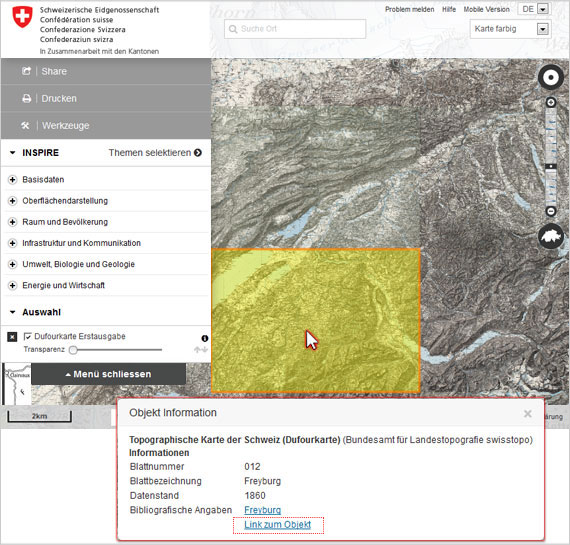 Schweizerische Eidgenossenschaft
Confédération suisse
Confederazione Svizzera
Confederaziun svizra
In Zusammenarbeit mit den Kantonen
Problem melden Hilfe Mobile Version DE
Suche Ort
Karte farbig
Share
Drucken
Werkzeuge
INSPIRE Themen selektieren
Basisdaten
Oberflächendarstellung
Raum und Bevölkerung
Infrastruktur und Kommunikation
Umwelt, Biologie und Geologie
Energie und Wirtschaft
Auswahl
Dufourkarte Erstausgabe
Transparenz
Menü schliessen
2km
Objekt Information
Topographische Karte der Schweiz (Dufourkarte) (Bundesamt für Landestopografie swisstopo)
Informationen
Blattnummer 012
Blattbezeichnung Freyburg
Datenstand 1860
Bibliografische Angaben Freyburg
Link zum Objekt